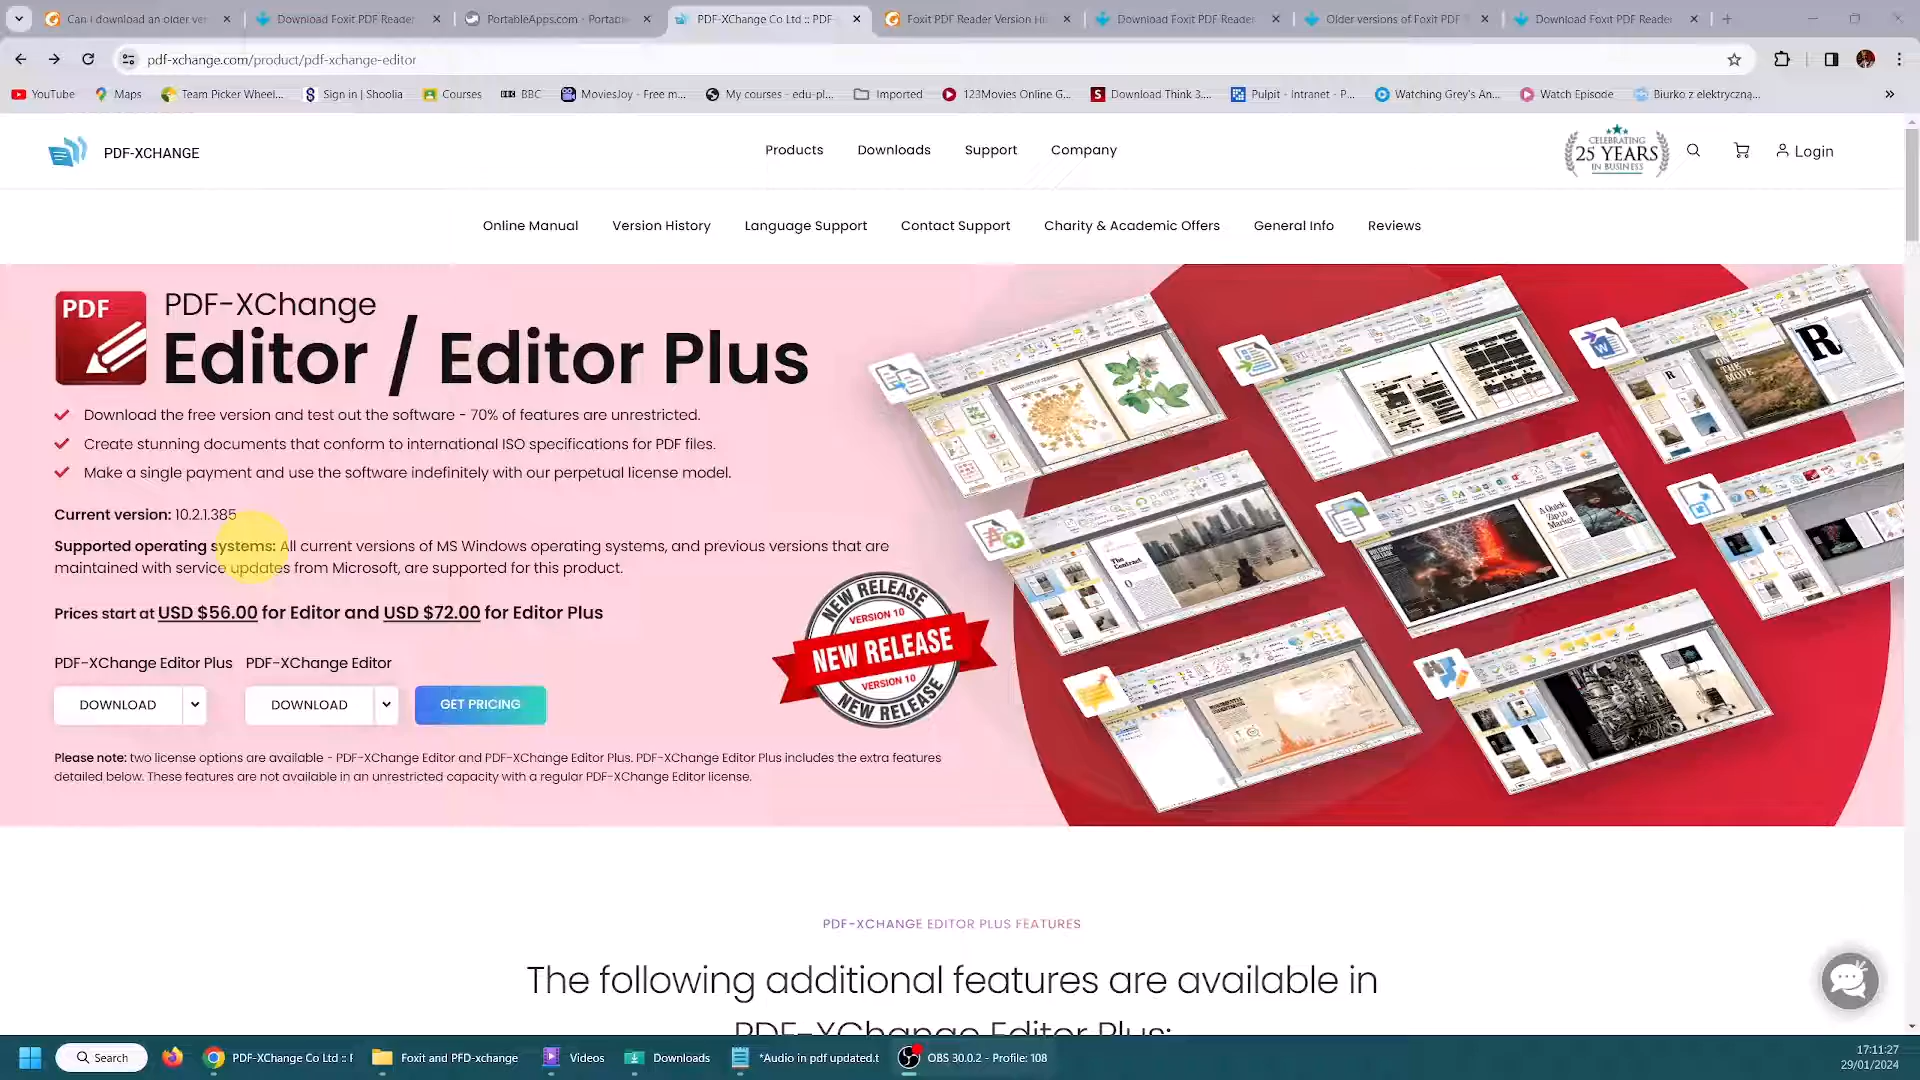 Can i download an older ver
Download Foxit PDF Reader
PortableApps.com - Portable
PDF-XChange Co Ltd :: PDF
Foxit PDF Reader Version Hi
Download Foxit PDF Reader
Older versions of Foxit PDF
Download Foxit PDF Reader
pdf-xchange.com/product/pdf-xchange-editor
YouTube
Maps
Team Picker Wheel...
Sign in | Shoolia
Courses
BBC
MoviesJoy - Free m...
My courses - edu-pl...
Imported
123Movies Online G...
Download Think 3....
Pulpit - Intranet - P...
Watching Grey's An...
Watch Episode
Biurko z elektryczną...
PDF-XCHANGE
Products
Downloads
Support
Company
CELEBRATING
25 YEARS
IN BUSINESS
Login
Online Manual
Version History
Language Support
Contact Support
Charity & Academic Offers
General Info
Reviews
PDF
PDF-XChange
Editor / Editor Plus
Download the free version and test out the software - 70% of features are unrestricted.
Create stunning documents that conform to international ISO specifications for PDF files.
Make a single payment and use the software indefinitely with our perpetual license model.
Current version: 10.2.1.385
Supported operating systems: All current versions of MS Windows operating systems, and previous versions that are
maintained with service updates from Microsoft, are supported for this product.
Prices start at USD $56.00 for Editor and USD $72.00 for Editor Plus
NEW RELEASE
VERSION 10
NEW RELEASE
VERSION 10
NEW RELEASE
PDF-XChange Editor Plus
PDF-XChange Editor
DOWNLOAD
DOWNLOAD
GET PRICING
Please note: two license options are available - PDF-XChange Editor and PDF-XChange Editor Plus. PDF-XChange Editor Plus includes the extra features
detailed below. These features are not available in an unrestricted capacity with a regular PDF-XChange Editor license.
ON
THE
MOVE
R
A Quick
Zip to
Market
The
Contract
PDF-XCHANGE EDITOR PLUS FEATURES
The following additional features are available in
PDF-XChange Editor Plus:
Search
PDF-XChange Co Ltd :: F
Foxit and PFD-xchange
Videos
Downloads
*Audio in pdf updated.t
OBS 30.0.2 - Profile: 108
17:11:27
29/01/2024